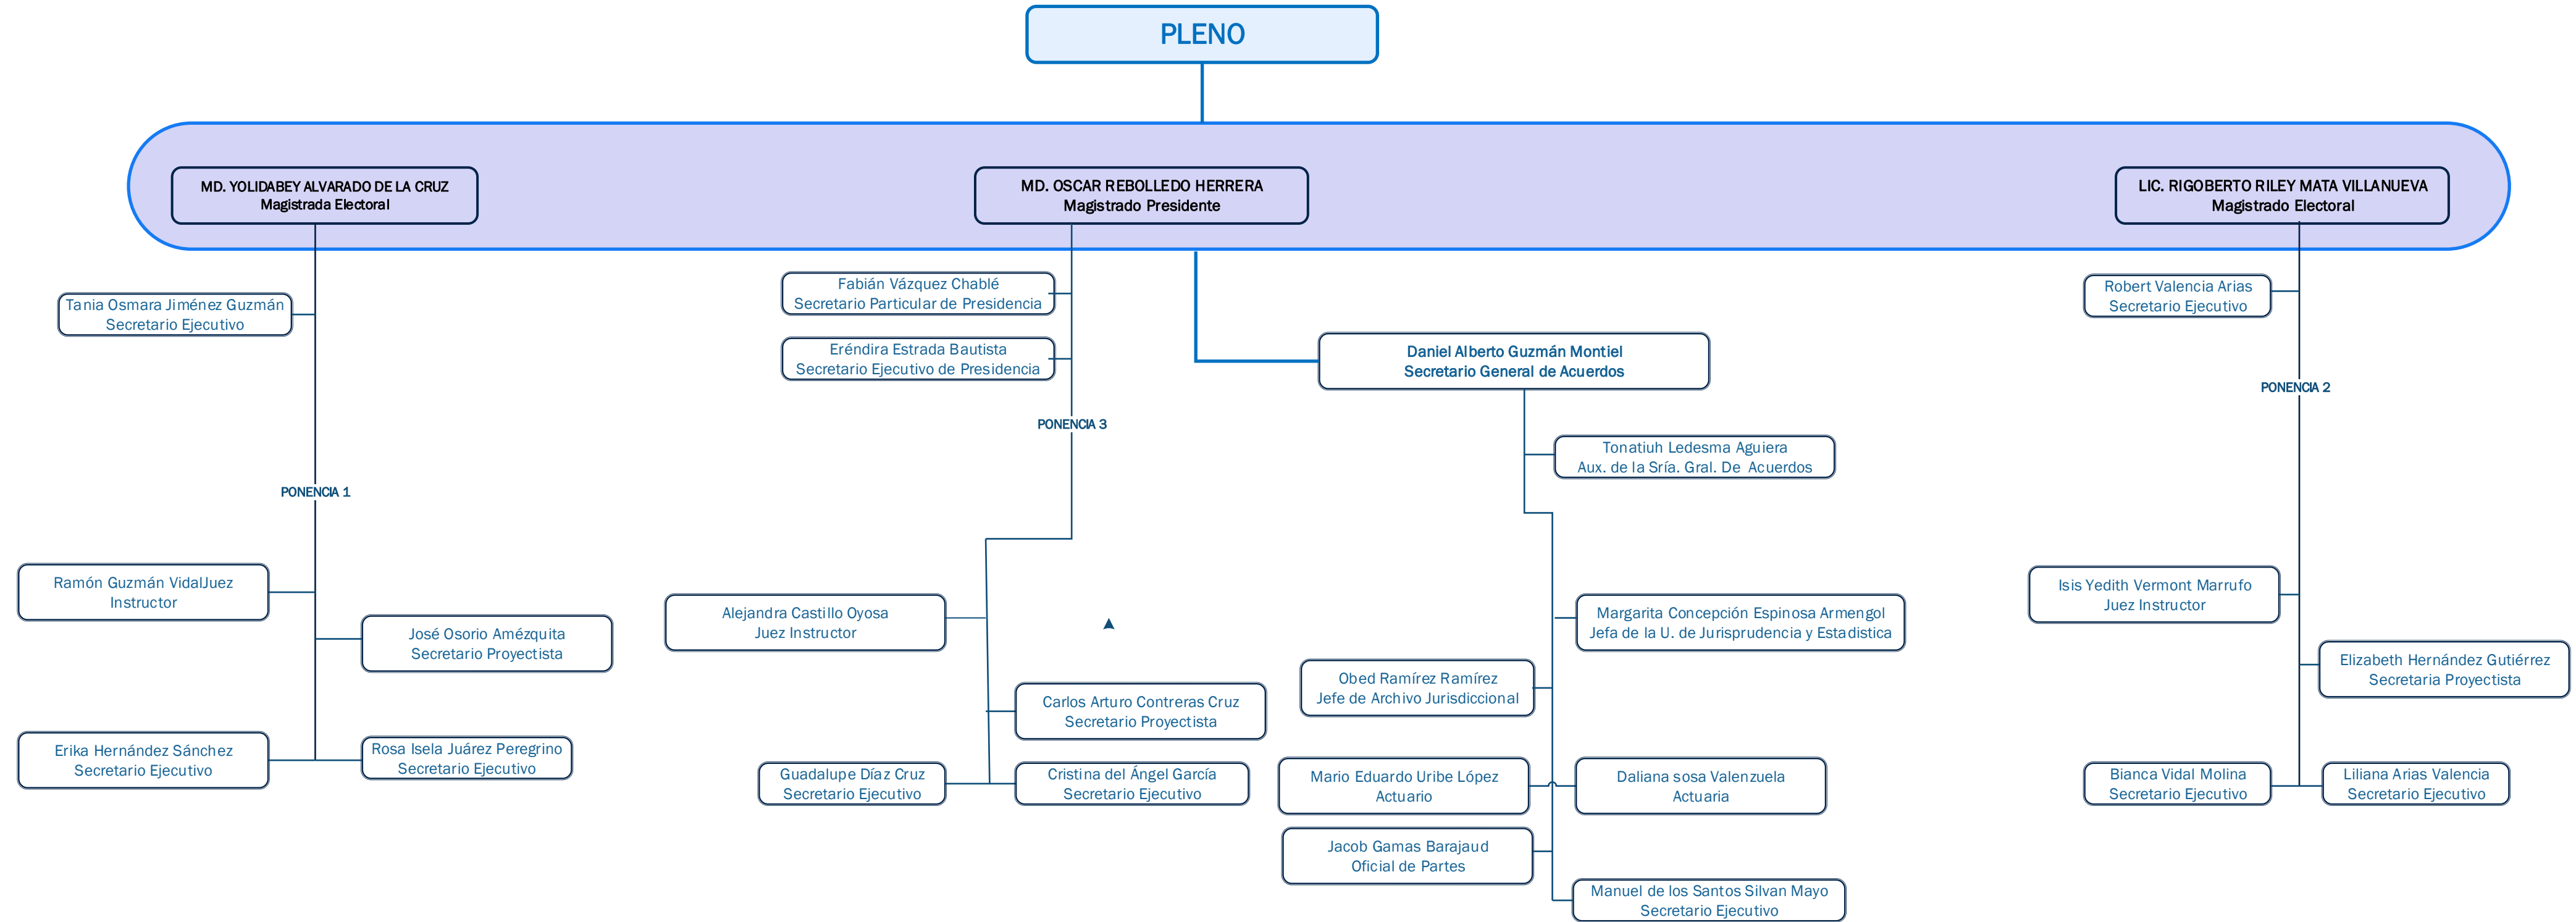 PLENO
MD. YOLIDABEY ALVARADO DE LA CRUZ
Magistrada Electoral
MD. OSCAR REBOLLEDO HERRERA
Magistrado Presidente
LIC. RIGOBERTO RILEY MATA VILLANUEVA
Magistrado Electoral
Tania Osmara Jiménez Guzmán
Secretario Ejecutivo
PONENCIA 1
Ramón Guzmán VidalJuez
Instructor
José Osorio Amézquita
Secretario Proyectista
Erika Hernández Sánchez
Secretario Ejecutivo
Rosa Isela Juárez Peregrino
Secretario Ejecutivo
Fabián Vázquez Chablé
Secretario Particular de Presidencia
Eréndira Estrada Bautista
Secretario Ejecutivo de Presidencia
PONENCIA 3
Alejandra Castillo Oyosa
Juez Instructor
Carlos Arturo Contreras Cruz
Secretario Proyectista
Guadalupe Díaz Cruz
Secretario Ejecutivo
Cristina del Ángel García
Secretario Ejecutivo
Daniel Alberto Guzmán Montiel
Secretario General de Acuerdos
Tonatiuh Ledesma Aguiera
Aux. de la Sría. Gral. De  Acuerdos
Margarita Concepción Espinosa Armengol
Jefa de la U. de Jurisprudencia y Estadistica
Obed Ramírez Ramírez
Jefe de Archivo Jurisdiccional
Mario Eduardo Uribe López
Actuario
Daliana sosa Valenzuela
Actuaria
Jacob Gamas Barajaud
Oficial de Partes
Manuel de los Santos Silvan Mayo
Secretario Ejecutivo
Robert Valencia Arias
Secretario Ejecutivo
PONENCIA 2
Isis Yedith Vermont Marrufo
Juez Instructor
Elizabeth Hernández Gutiérrez
Secretaria Proyectista
Bianca Vidal Molina
Secretario Ejecutivo
Liliana Arias Valencia
Secretario Ejecutivo